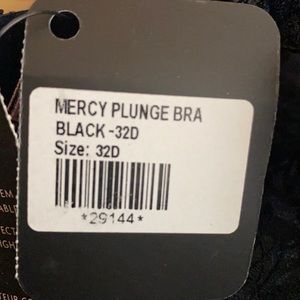 MERCY PLUNGE BRA
BLACK-32D
Size: 32D
*29144*